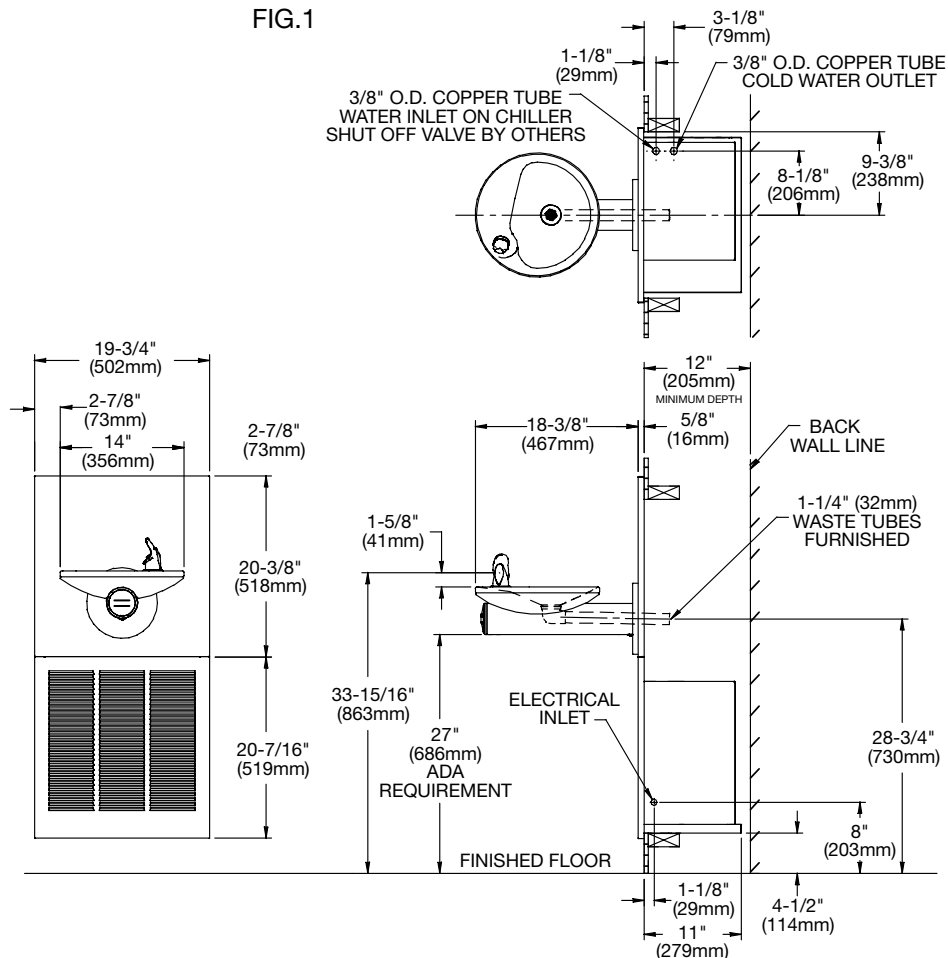 FIG.1
3-1/8"
(79mm)
1-1/8"
(29mm)
3/8" O.D. COPPER TUBE
COLD WATER OUTLET
3/8" O.D. COPPER TUBE
WATER INLET ON CHILLER
SHUT OFF VALVE BY OTHERS
9-3/8"
(238mm)
8-1/8"
(206mm)
19-3/4"
(502mm)
2-7/8"
(73mm)
14"
(356mm)
2-7/8"
(73mm)
20-3/8"
(518mm)
20-7/16"
(519mm)
12"
(205mm)
MINIMUM DEPTH
18-3/8"
(467mm)
5/8"
(16mm)
BACK
WALL LINE
1-1/4" (32mm)
WASTE TUBES
FURNISHED
1-5/8"
(41mm)
33-15/16"
(863mm)
27"
(686mm)
ADA
REQUIREMENT
ELECTRICAL
INLET
28-3/4"
(730mm)
8"
(203mm)
FINISHED FLOOR
1-1/8"
(29mm)
4-1/2"
(114mm)
11"
(279mm)